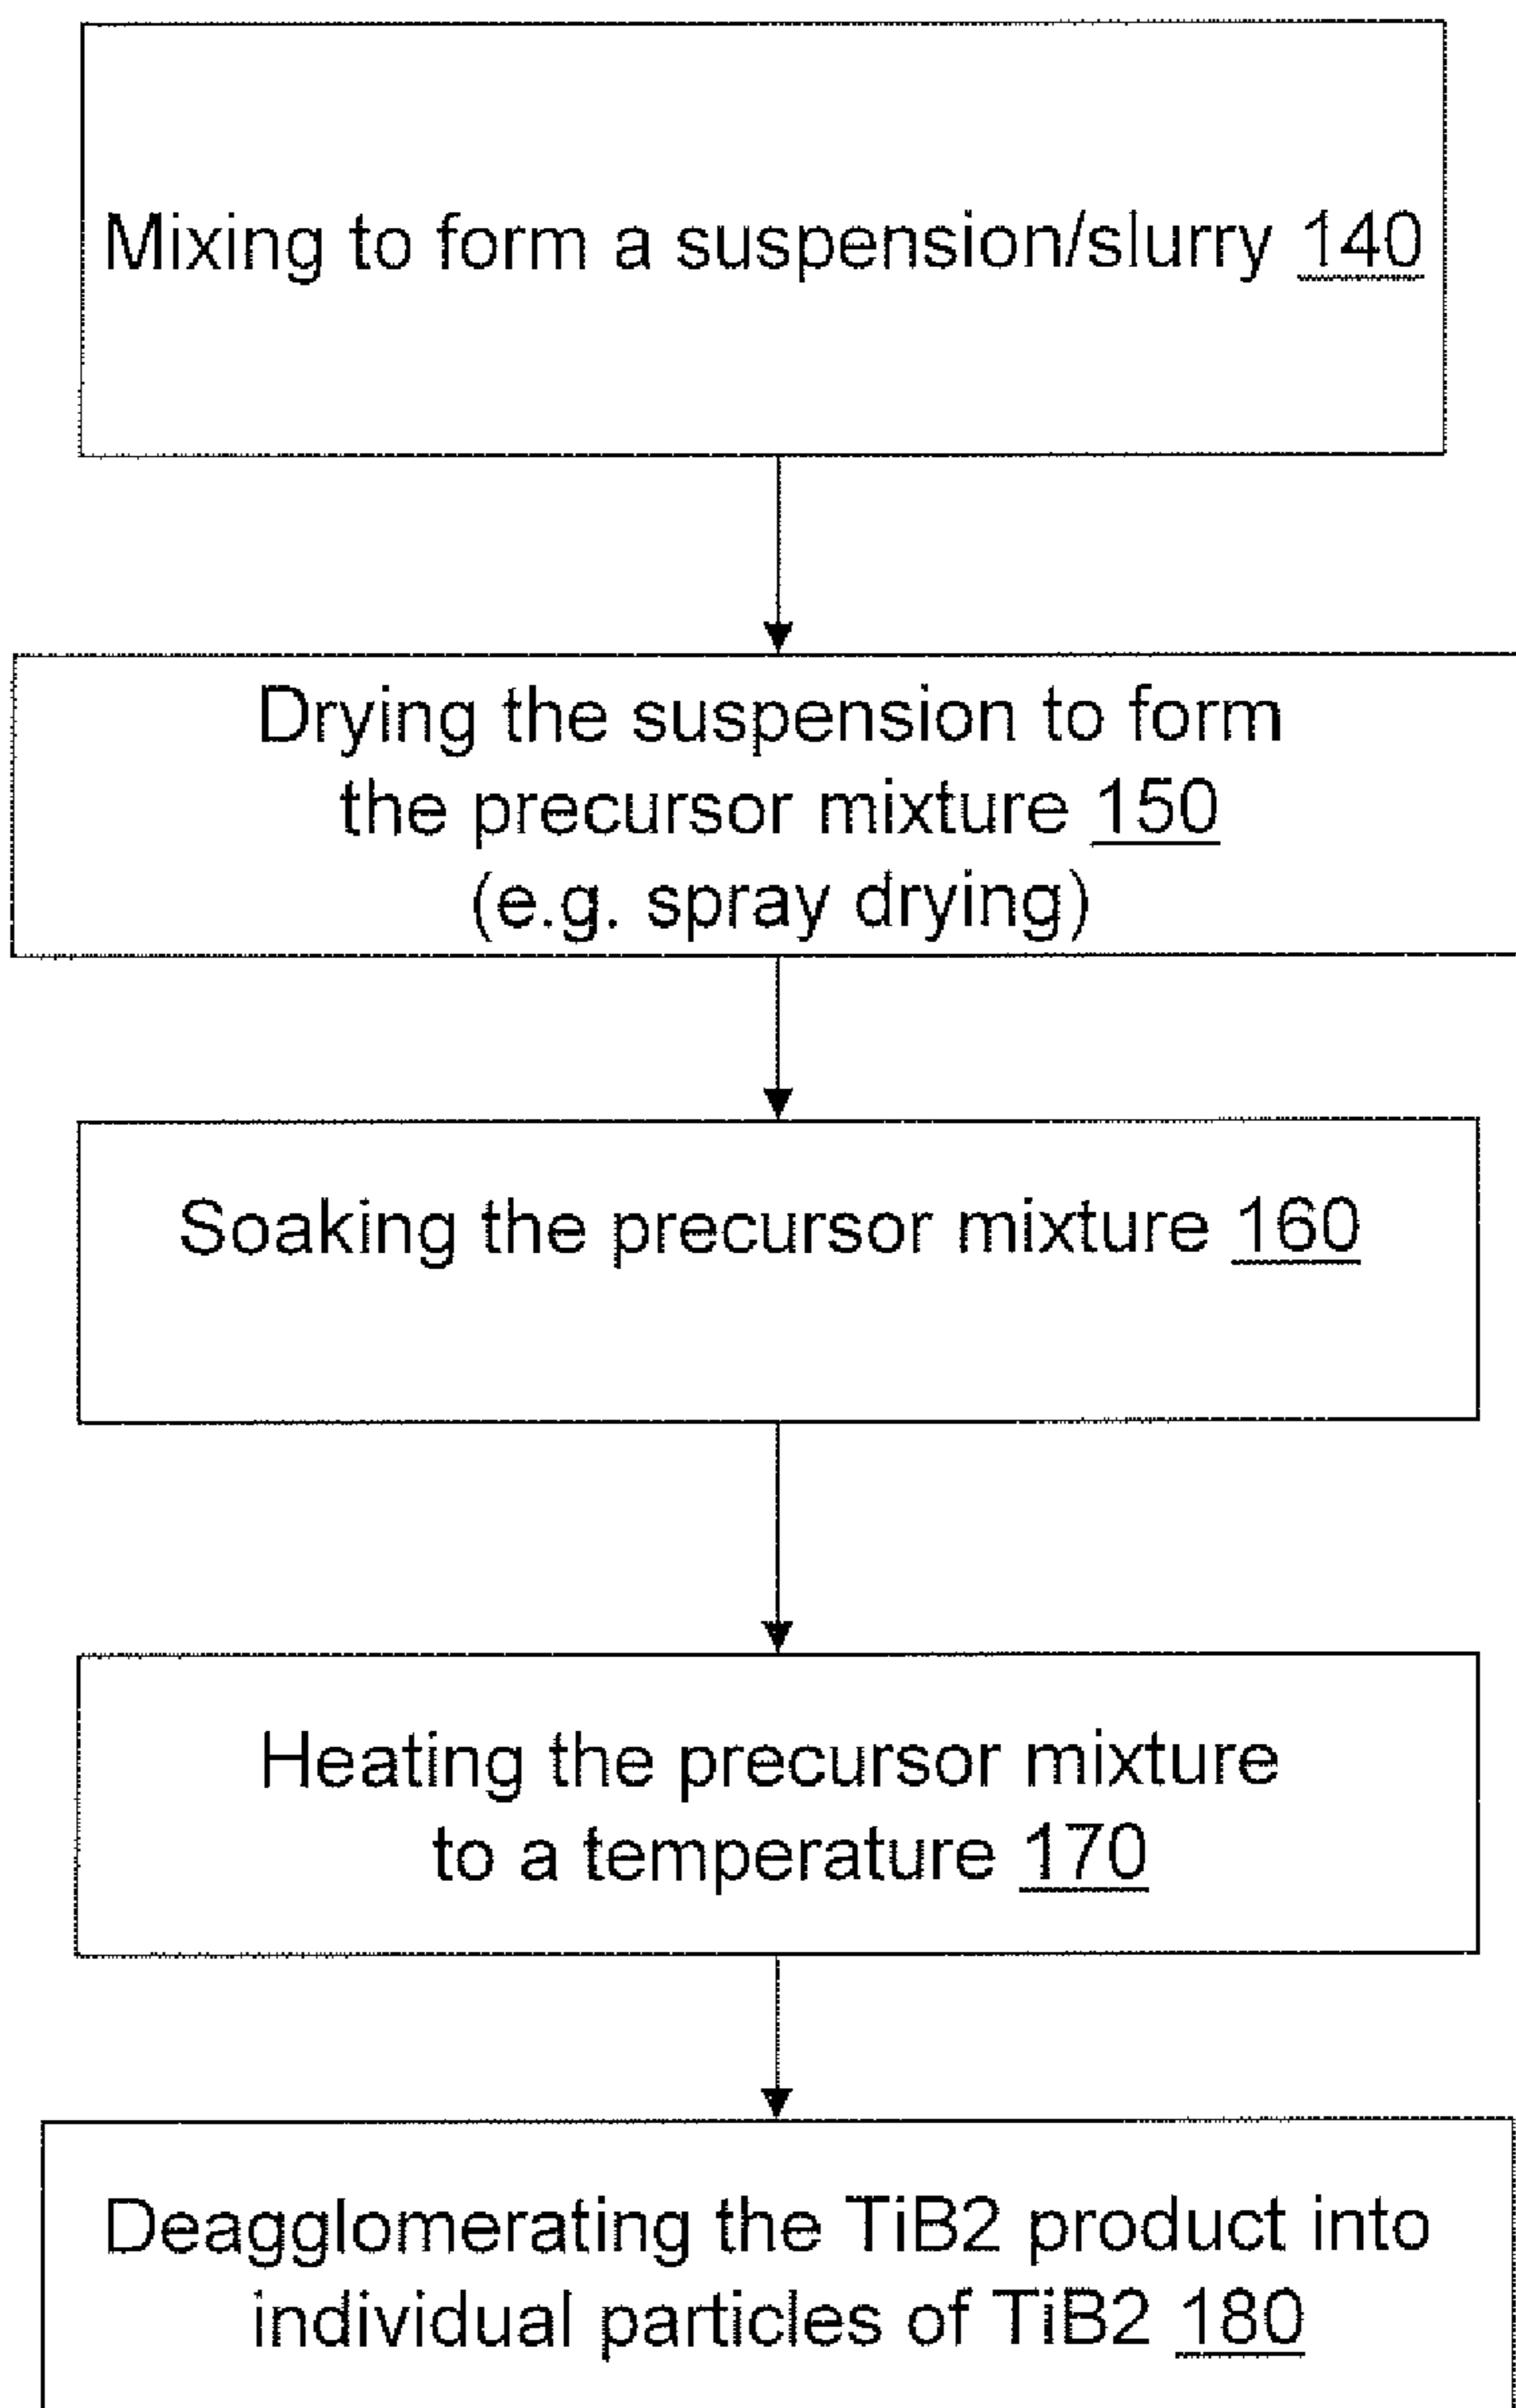 Mixing to form a suspension/slurry 140
Drying the suspension to form
the precursor mixture 150
(e.g. spray drying)
Soaking the precursor mixture 160
Heating the precursor mixture
to a temperature 170
Deagglomerating the TiB2 product into
individual particles of TiB2 180